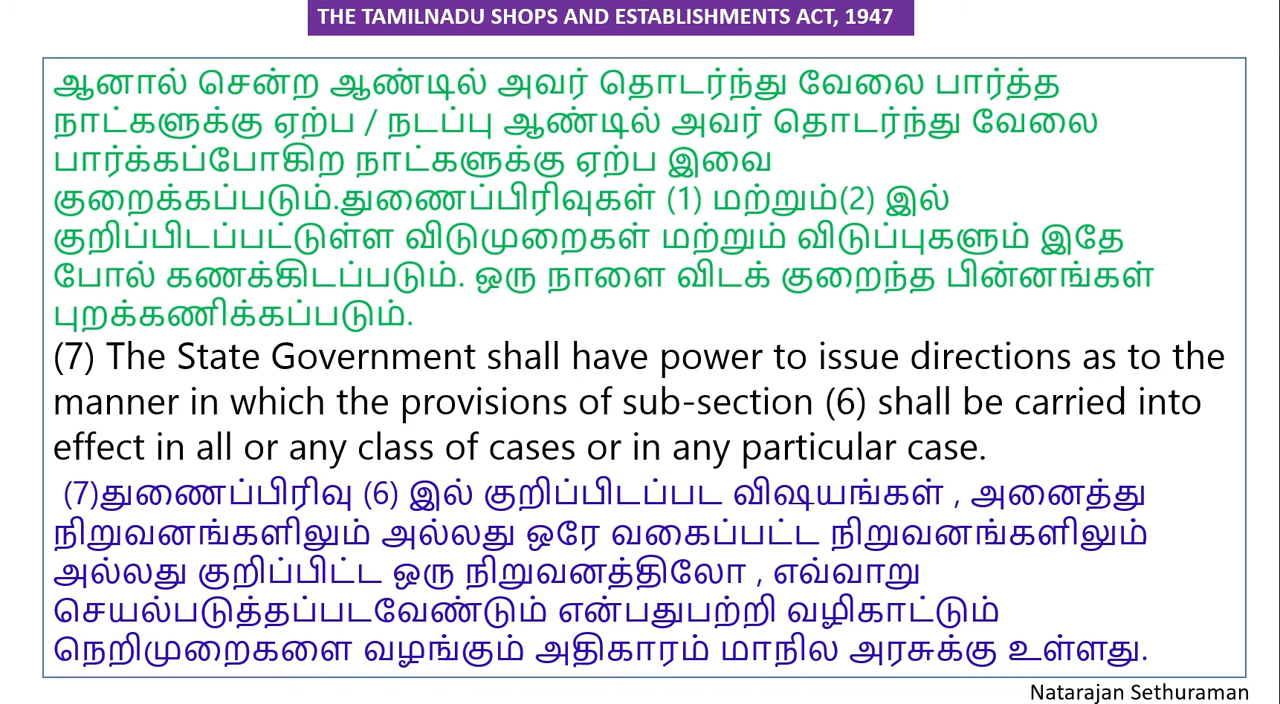 THE TAMILNADU SHOPS AND ESTABLISHMENTS ACT, 1947
ஆனால் சென்ற ஆண்டில் அவர் தொடர்ந்து வேலை பார்த்த
நாட்களுக்கு ஏற்ப / நடப்பு ஆண்டில் அவர் தொடர்ந்து வேலை
பார்க்கப்போகிற நாட்களுக்கு ஏற்ப இவை
குறைக்கப்படும்.துணைப்பிரிவுகள் (1) மற்றும்(2) இல்
குறிப்பிடப்பட்டுள்ள விடுமுறைகள் மற்றும் விடுப்புகளும் இதே
போல் கணக்கிடப்படும். ஒரு நாளை விடக் குறைந்த பின்னங்கள்
புறக்கணிக்கப்படும்.
(7) The State Government shall have power to issue directions as to the
manner in which the provisions of sub-section (6) shall be carried into
effect in all or any class of cases or in any particular case.
(7)துணைப்பிரிவு (6) இல் குறிப்பிடப்பட விஷயங்கள் , அனைத்து
நிறுவனங்களிலும் அல்லது ஒரே வகைப்பட்ட நிறுவனங்களிலும்
அல்லது குறிப்பிட்ட ஒரு நிறுவனத்திலோ , எவ்வாறு
செயல்படுத்தப்படவேண்டும் என்பதுபற்றி வழிகாட்டும்
நெறிமுறைகளை வழங்கும் அதிகாரம் மாநில அரசுக்கு உள்ளது.
Natarajan Sethuraman